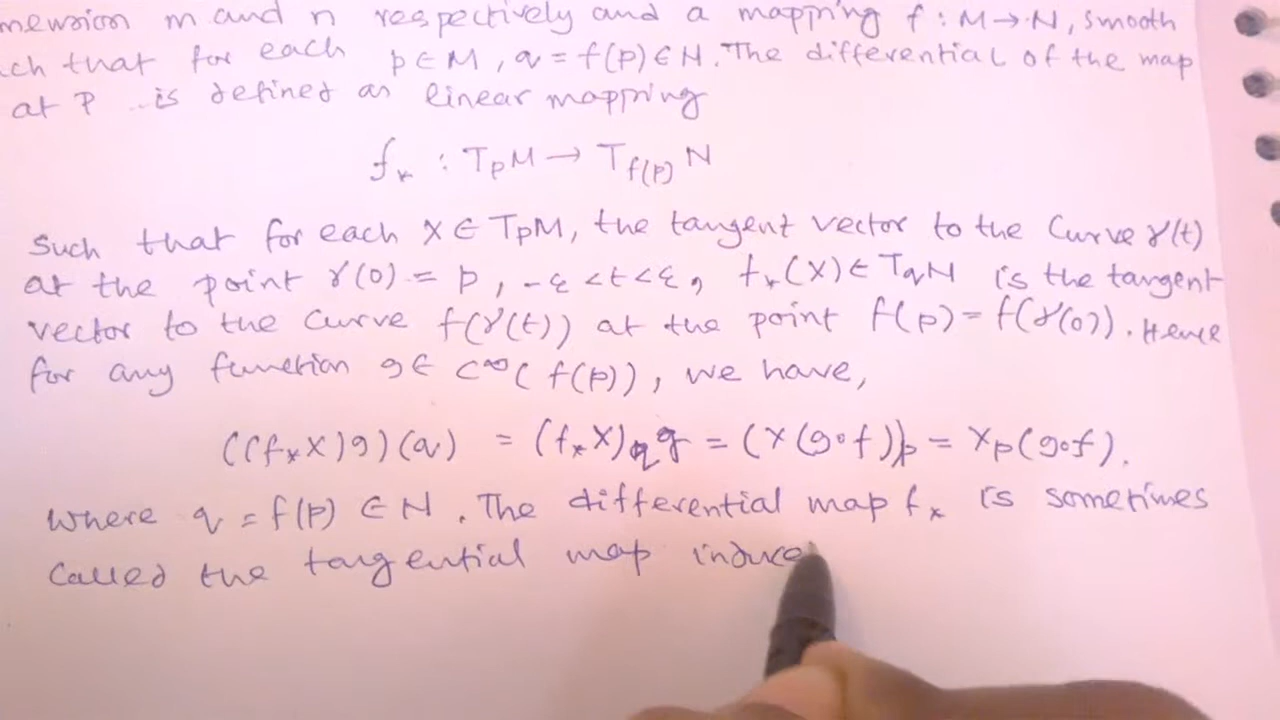 mension m and n respectively and a mapping f : M → N, smooth
ch that for each p ∈ M, q = f(p) ∈ N. The differential of the map
at P is defined as linear mapping
f* : TpM → Tf(p) N
Such that for each X ∈ TpM, the tangent vector to the Curve γ(t)
at the point γ(0) = p, -ε < t < ε, f*(X) ∈ TqN is the tangent
vector to the Curve f(γ(t)) at the point f(p) = f(γ(0)). Hence
for any function g ∈ C∞( f(p)), we have,
((f*X)g)(q) = (f*X)q g = (X(g∘f))p = Xp(g∘f).
Where q = f(p) ∈ N. The differential map f* is sometimes
Called the tangential map induce